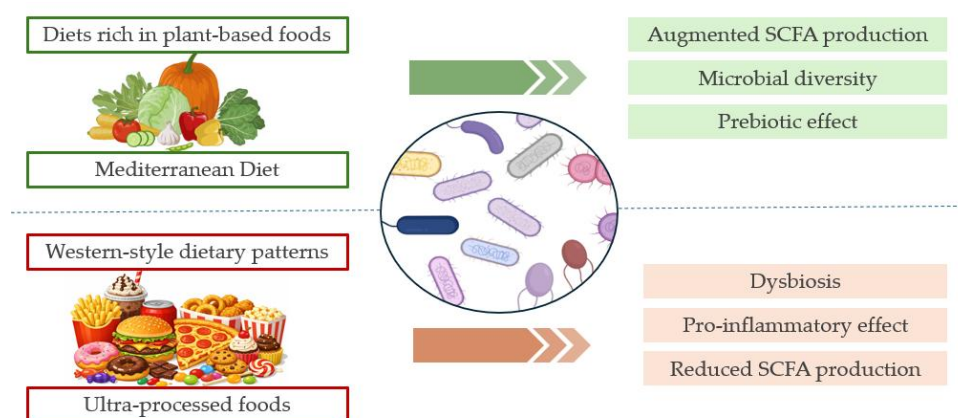 Diets rich in plant-based foods
Mediterranean Diet
Augmented SCFA production
Microbial diversity
Prebiotic effect
Western-style dietary patterns
Ultra-processed foods
Dysbiosis
Pro-inflammatory effect
Reduced SCFA production